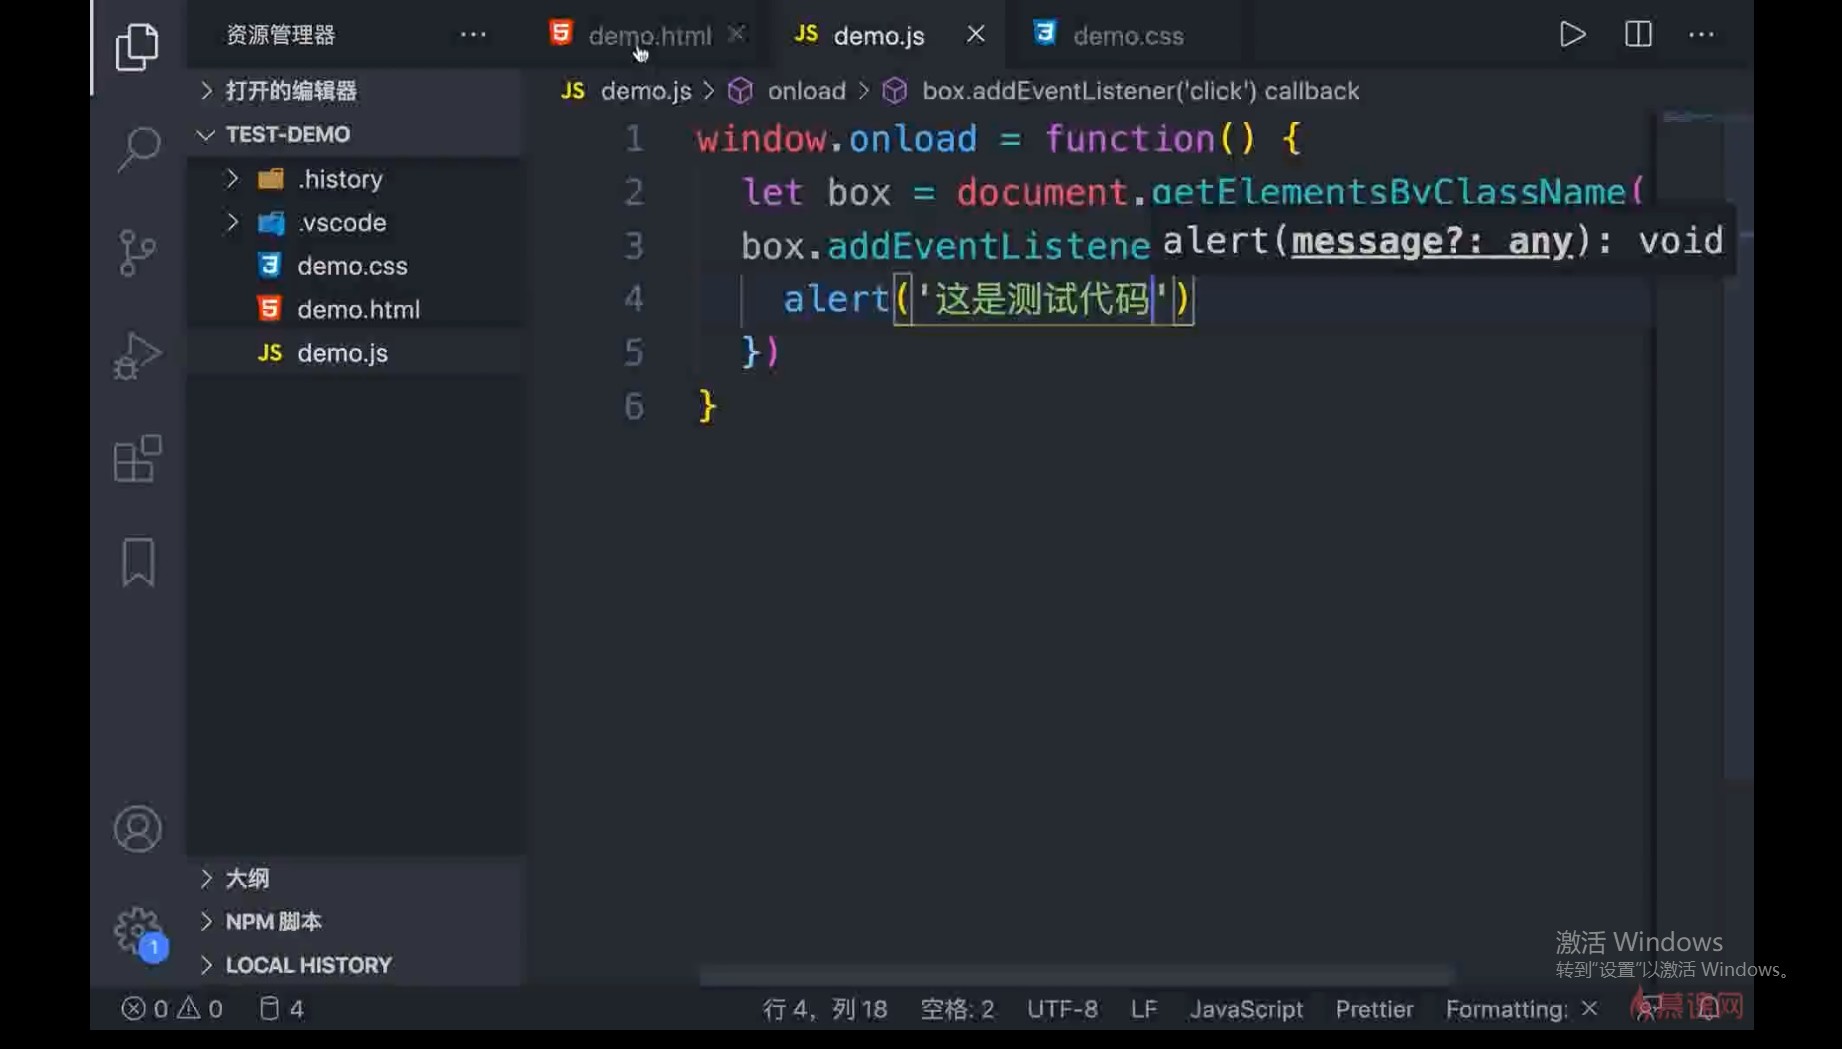 资源管理器 ··· demo.html JS demo.js demo.css ···
打开的编辑器
TEST-DEMO
.history
.vscode
demo.css
demo.html
JS demo.js
大纲
NPM 脚本
LOCAL HISTORY
JS demo.js > onload > box.addEventListener('click') callback
1 window.onload = function() {
2 let box = document.getElementsByClassName(
3 box.addEventListene
alert(message?: any): void
4 alert('这是测试代码')
5 })
6 }
激活 Windows
转到"设置"以激活 Windows。
慕课网
0 0 4 行 4，列 18 空格: 2 UTF-8 LF JavaScript Prettier Formatting: ×
1